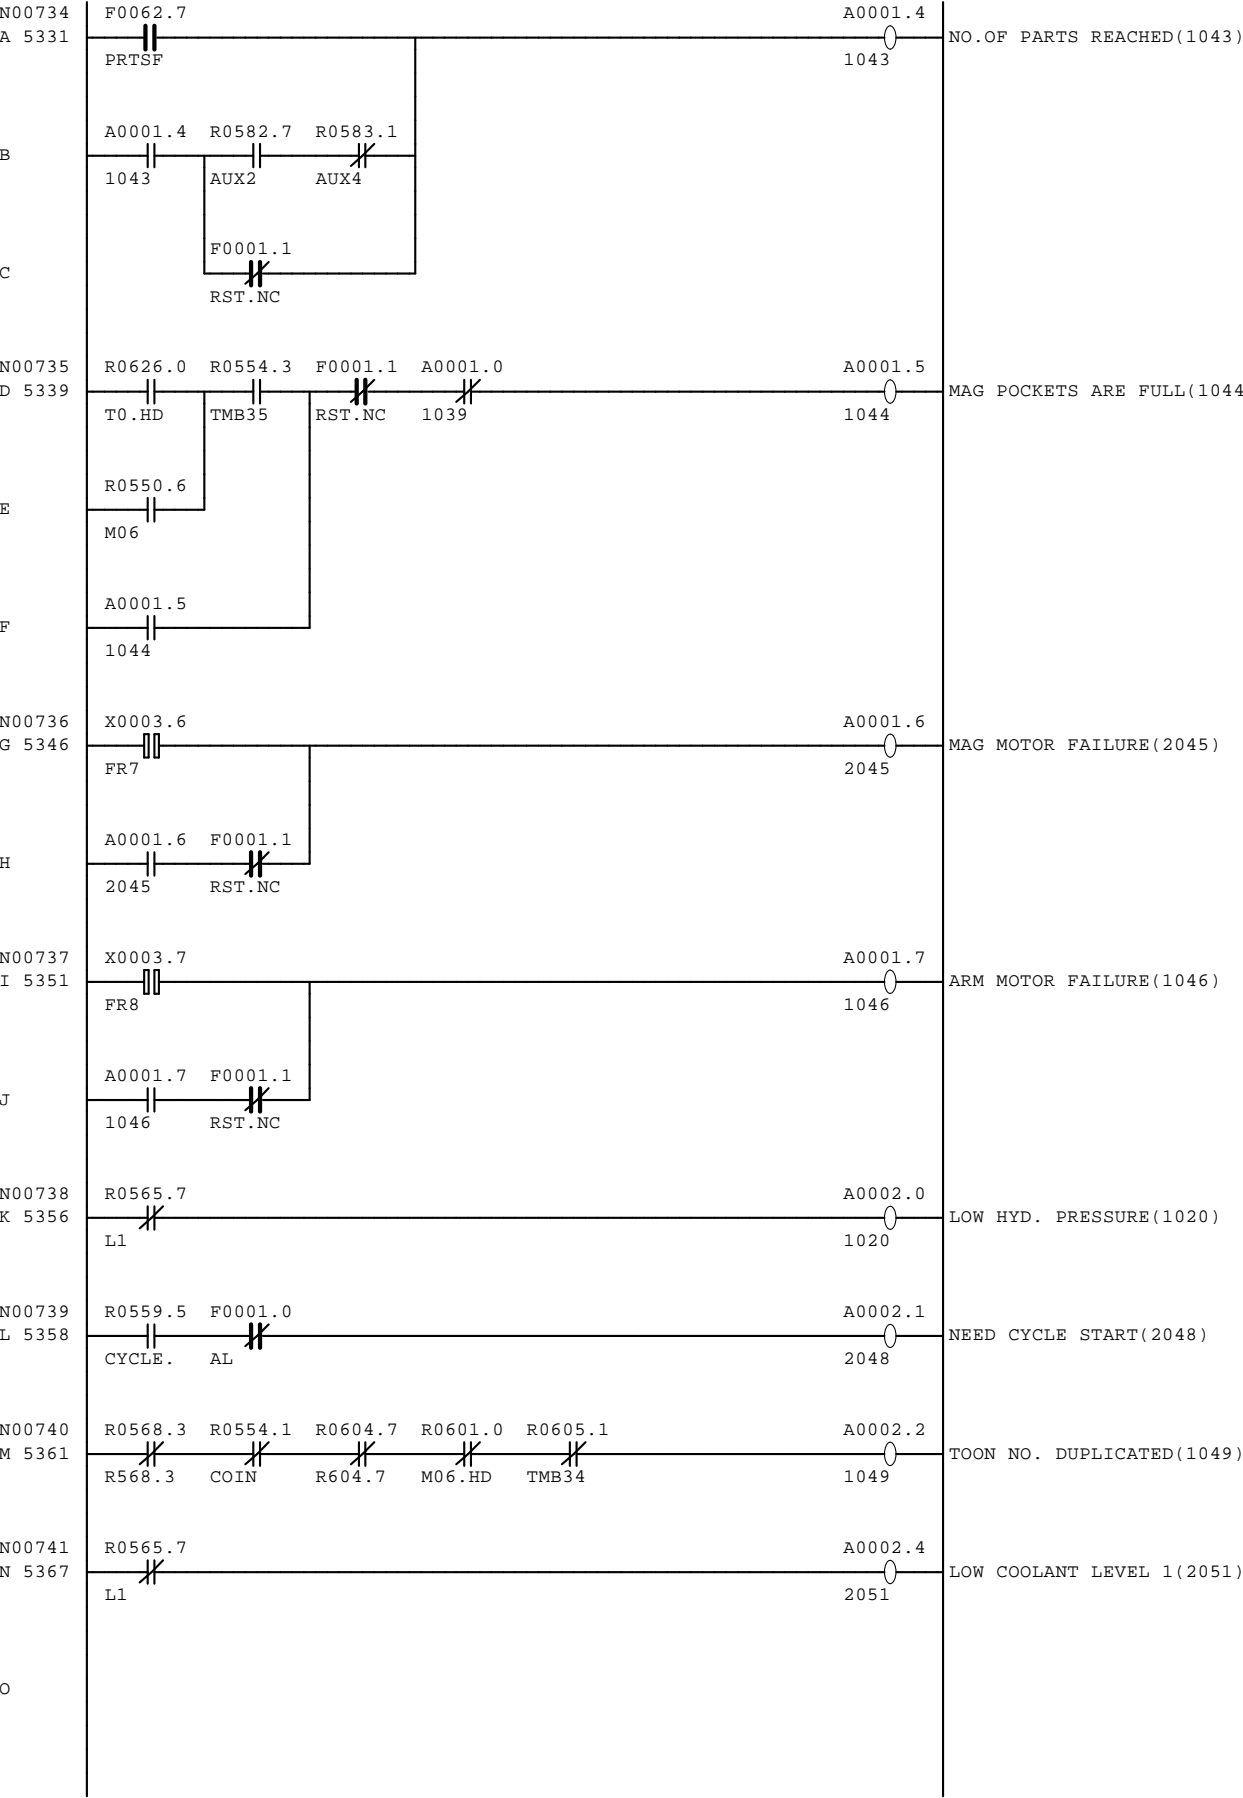 N00734 F0062.7 A0001.4
A 5331 NO.OF PARTS REACHED(1043)
PRTSF 1043
A0001.4 R0582.7 R0583.1
B
1043 AUX2 AUX4
F0001.1
C
RST.NC
N00735 R0626.0 R0554.3 F0001.1 A0001.0 A0001.5
D 5339 MAG POCKETS ARE FULL(1044
T0.HD TMB35 RST.NC 1039 1044
R0550.6
E
M06
A0001.5
F
1044
N00736 X0003.6 A0001.6
G 5346 MAG MOTOR FAILURE(2045)
FR7 2045
A0001.6 F0001.1
H
2045 RST.NC
N00737 X0003.7 A0001.7
I 5351 ARM MOTOR FAILURE(1046)
FR8 1046
A0001.7 F0001.1
J
1046 RST.NC
N00738 R0565.7 A0002.0
K 5356 LOW HYD. PRESSURE(1020)
L1 1020
N00739 R0559.5 F0001.0 A0002.1
L 5358 NEED CYCLE START(2048)
CYCLE. AL 2048
N00740 R0568.3 R0554.1 R0604.7 R0601.0 R0605.1 A0002.2
M 5361 TOON NO. DUPLICATED(1049)
R568.3 COIN R604.7 M06.HD TMB34 1049
N00741 R0565.7 A0002.4
N 5367 LOW COOLANT LEVEL 1(2051)
L1 2051
O